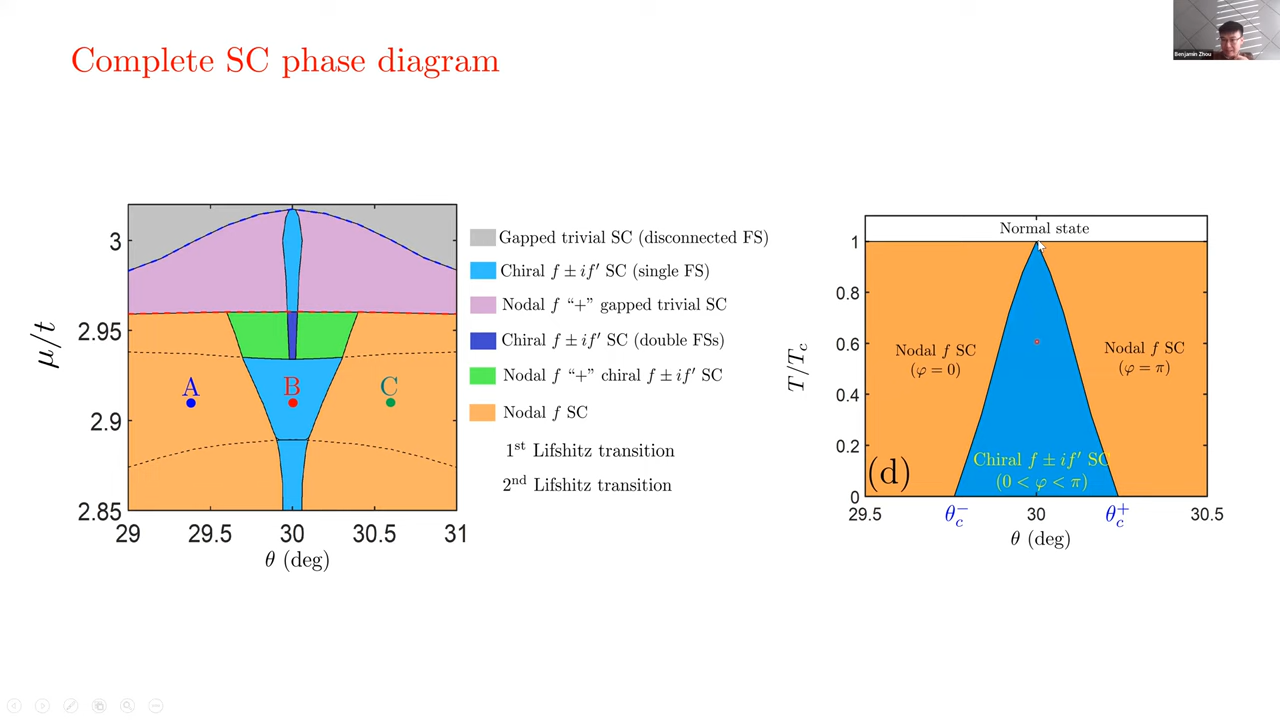 Complete SC phase diagram
Benjamin Zhou
μ/t
3
2.95
2.9
2.85
A
B
C
29
29.5
30
30.5
31
θ (deg)
Gapped trivial SC (disconnected FS)
Chiral f ± if′ SC (single FS)
Nodal f “+” gapped trivial SC
Chiral f ± if′ SC (double FSs)
Nodal f “+” chiral f ± if′ SC
Nodal f SC
1st Lifshitz transition
2nd Lifshitz transition
T/Tc
1
0.8
0.6
0.4
0.2
0
Normal state
Nodal f SC
(φ = 0)
Nodal f SC
(φ = π)
Chiral f ± if′ SC
(0 < φ < π)
(d)
29.5
θc−
30
θc+
30.5
θ (deg)